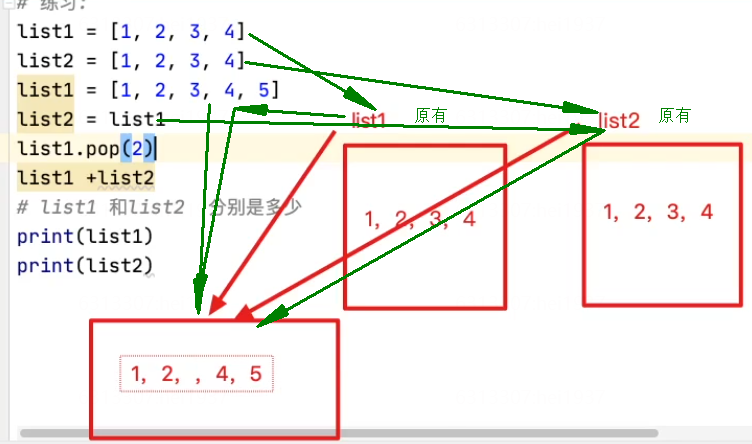 # 练习:
list1 = [1, 2, 3, 4]
list2 = [1, 2, 3, 4]
list1 = [1, 2, 3, 4, 5]
list2 = list1
list1 原有
list2 原有
list1.pop(2)
list1 +list2
# list1 和list2 分别是多少
print(list1)
print(list2)
1, 2, 3, 4
1, 2, 3, 4
1, 2, , 4, 5